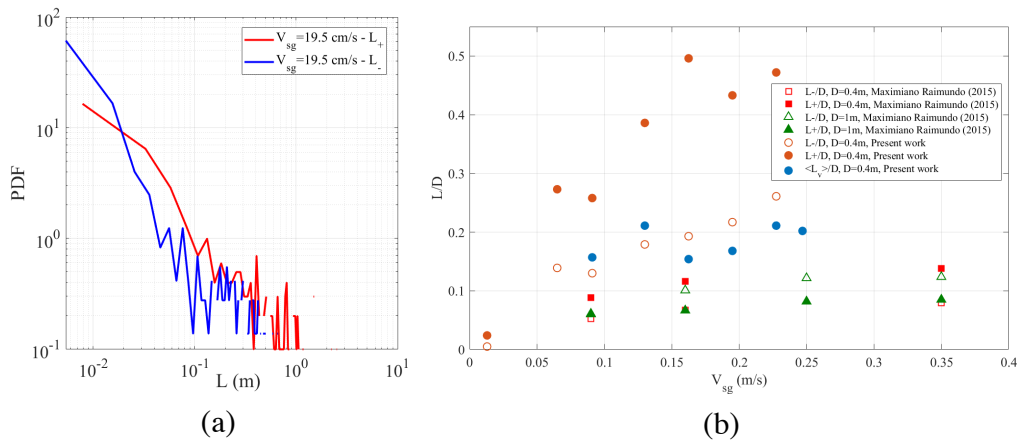 10^2
10^1
10^0
10^-1
PDF
10^-2
10^-1
10^0
10^1
L (m)
V_sg=19.5 cm/s - L_+
V_sg=19.5 cm/s - L_-
(a)
0.5
0.4
0.3
0.2
0.1
0
L/D
0
0.05
0.1
0.15
0.2
0.25
0.3
0.35
0.4
V_sg (m/s)
L-/D, D=0.4m, Maximiano Raimundo (2015)
L+/D, D=0.4m, Maximiano Raimundo (2015)
L-/D, D=1m, Maximiano Raimundo (2015)
L+/D, D=1m, Maximiano Raimundo (2015)
L-/D, D=0.4m, Present work
L+/D, D=0.4m, Present work
<L_v>/D, D=0.4m, Present work
(b)